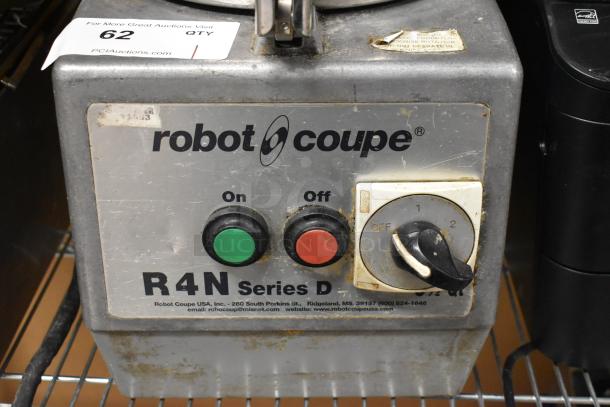 For More Great Auctions Visit
62 QTY
PCIAuctions.com
robot coupe®
On Off
1
OFF 2
R4N Series D
Qt
Robot Coupe USA, Inc. - 280 South Perkins St., Ridgeland, MS. 39157 (800) 824-1646
email: robocoup@misnet.com website: www.robotcoupeusa.com